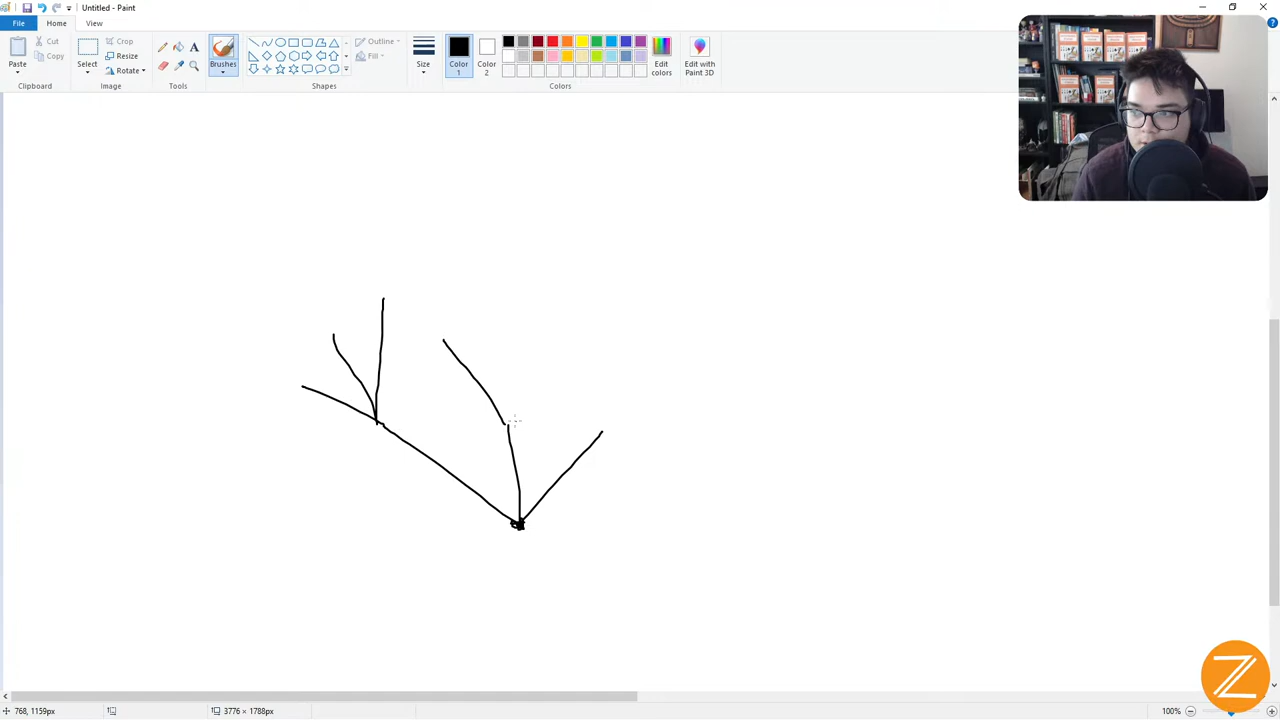 Untitled - Paint
File
Home
View
Paste
Cut
Copy
Clipboard
Select
Crop
Resize
Rotate
Image
A
Tools
Brushes
Outline
Fill
Shapes
Size
Color 1
Color 2
Edit colors
Colors
Edit with Paint 3D
Z
768, 1159px
3776 × 1788px
100%